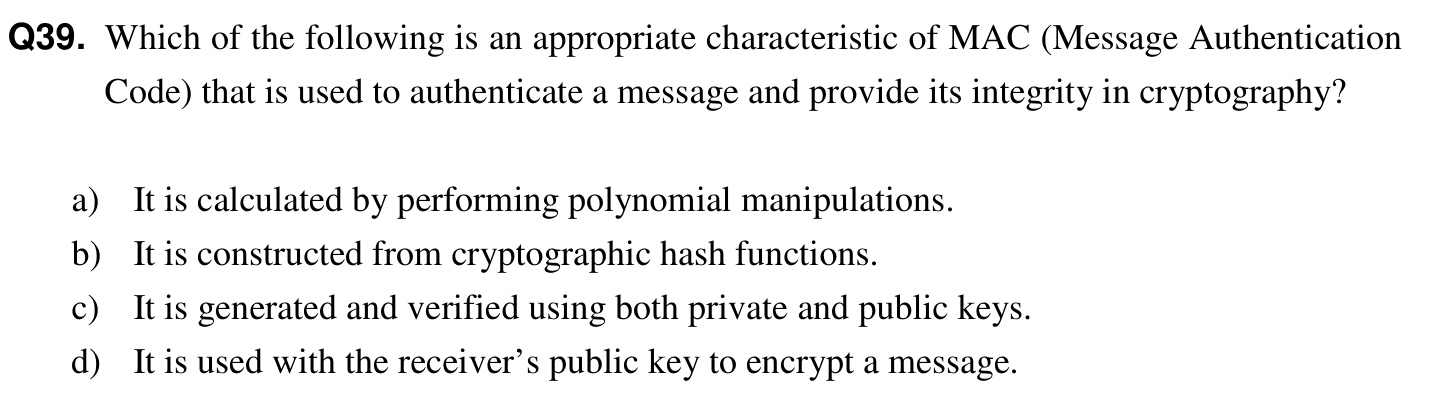 Q39. Which of the following is an appropriate characteristic of MAC (Message Authentication
Code) that is used to authenticate a message and provide its integrity in cryptography?
a) It is calculated by performing polynomial manipulations.
b) It is constructed from cryptographic hash functions.
c) It is generated and verified using both private and public keys.
d) It is used with the receiver’s public key to encrypt a message.